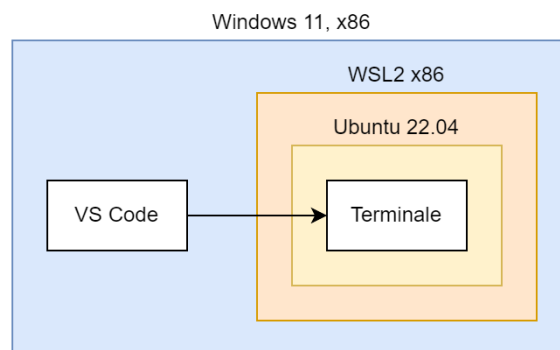 Windows 11, x86
WSL2 x86
Ubuntu 22.04
VS Code
Terminale